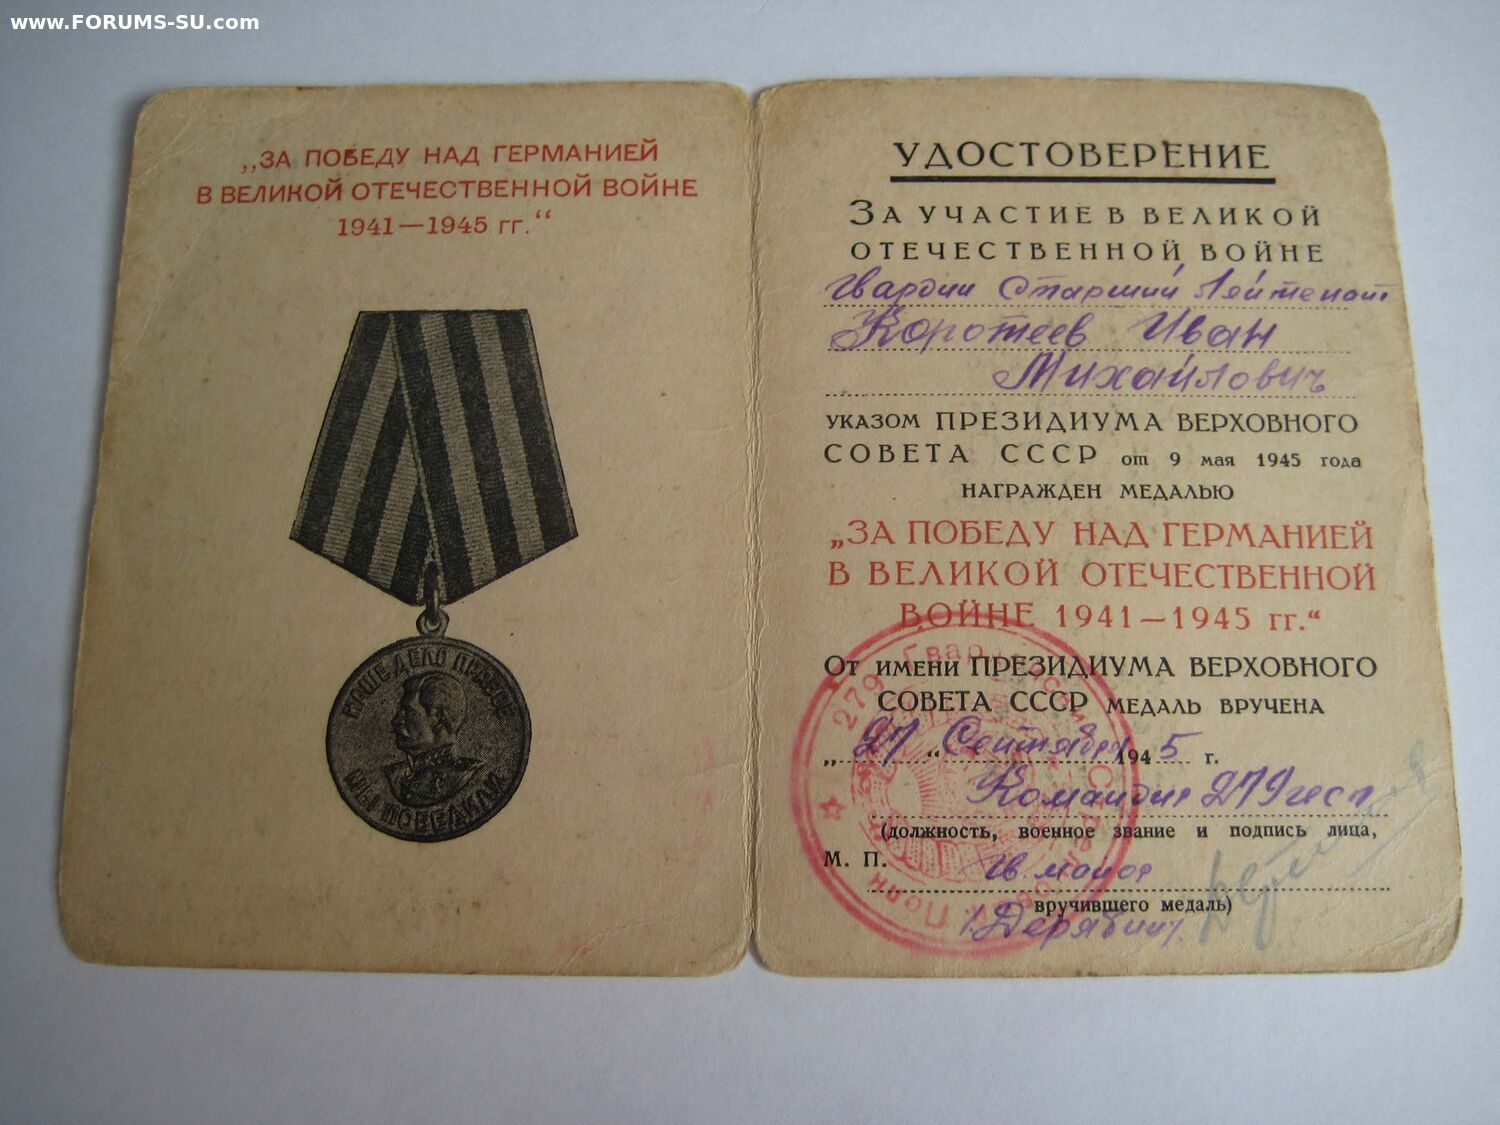 www.FORUMS-SU.com
„ЗА ПОБЕДУ НАД ГЕРМАНИЕЙ
В ВЕЛИКОЙ ОТЕЧЕСТВЕННОЙ ВОЙНЕ
1941—1945 гг.“
НАШЕ ДЕЛО ПРАВОЕ
МЫ ПОБЕДИЛИ
УДОСТОВЕРЕНИЕ
ЗА УЧАСТИЕ В ВЕЛИКОЙ
ОТЕЧЕСТВЕННОЙ ВОЙНЕ
Гвардии Старший Лейтенант
Коротеев Иван
Михайлович
УКАЗОМ ПРЕЗИДИУМА ВЕРХОВНОГО
СОВЕТА СССР от 9 мая 1945 года
НАГРАЖДЕН МЕДАЛЬЮ
„ЗА ПОБЕДУ НАД ГЕРМАНИЕЙ
В ВЕЛИКОЙ ОТЕЧЕСТВЕННОЙ
ВОЙНЕ 1941—1945 гг.“
ОТ ИМЕНИ ПРЕЗИДИУМА ВЕРХОВНОГО
СОВЕТА СССР МЕДАЛЬ ВРУЧЕНА
„27“ Сентября 1945 г.
Командир 279 гсп
(должность, военное звание и подпись лица,
М. П. гв. майор
вручившего медаль)
/Дерябин/.
279 Гвардейский